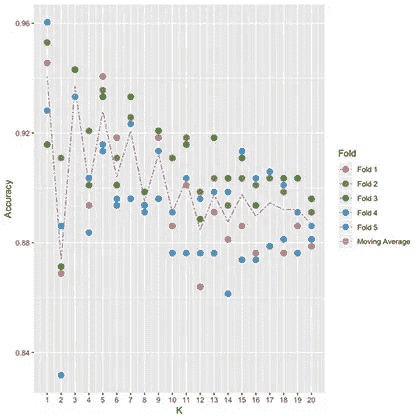 0.96
0.92
0.88
0.84
Accuracy
1 2 3 4 5 6 7 8 9 10 11 12 13 14 15 16 17 18 19 20
K
Fold
Fold 1
Fold 2
Fold 3
Fold 4
Fold 5
Moving Average